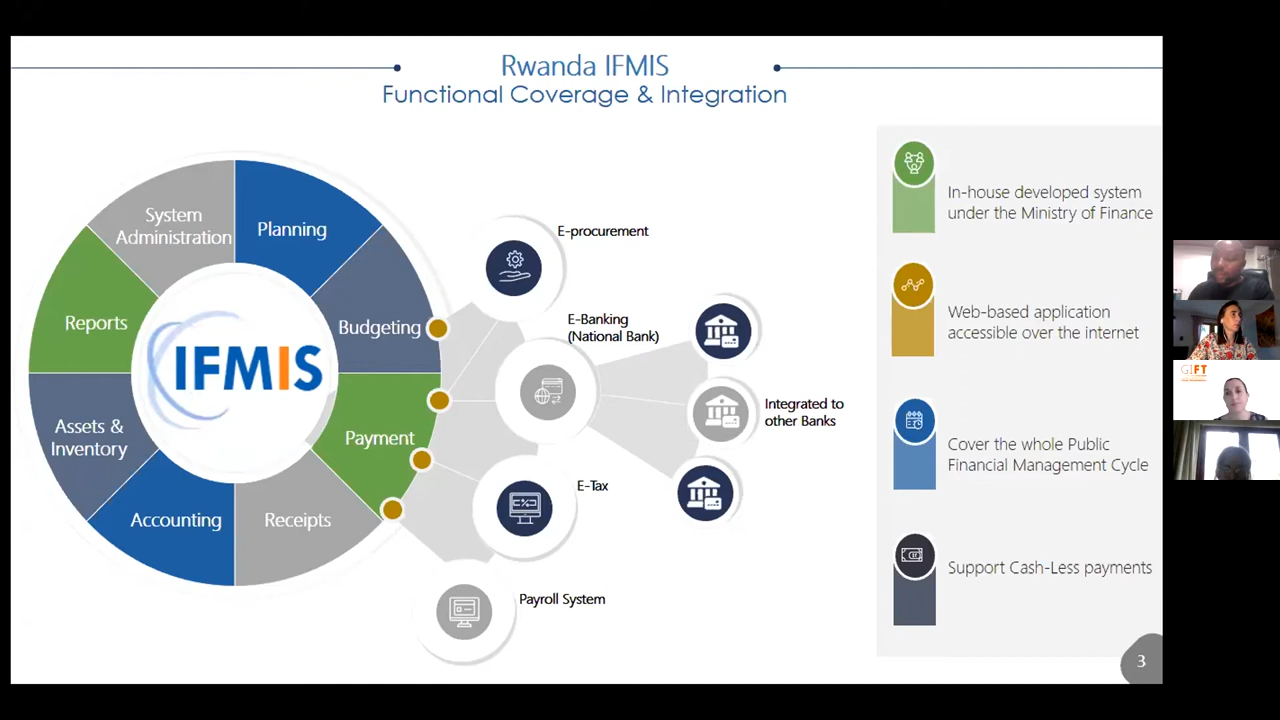 Rwanda IFMIS
Functional Coverage & Integration
System
Administration
Planning
Budgeting
Payment
Receipts
Accounting
Assets &
Inventory
Reports
IFMIS
E-procurement
E-Banking
(National Bank)
E-Tax
Payroll System
Integrated to
other Banks
In-house developed system
under the Ministry of Finance
Web-based application
accessible over the internet
Cover the whole Public
Financial Management Cycle
Support Cash-Less payments
3
GIFT